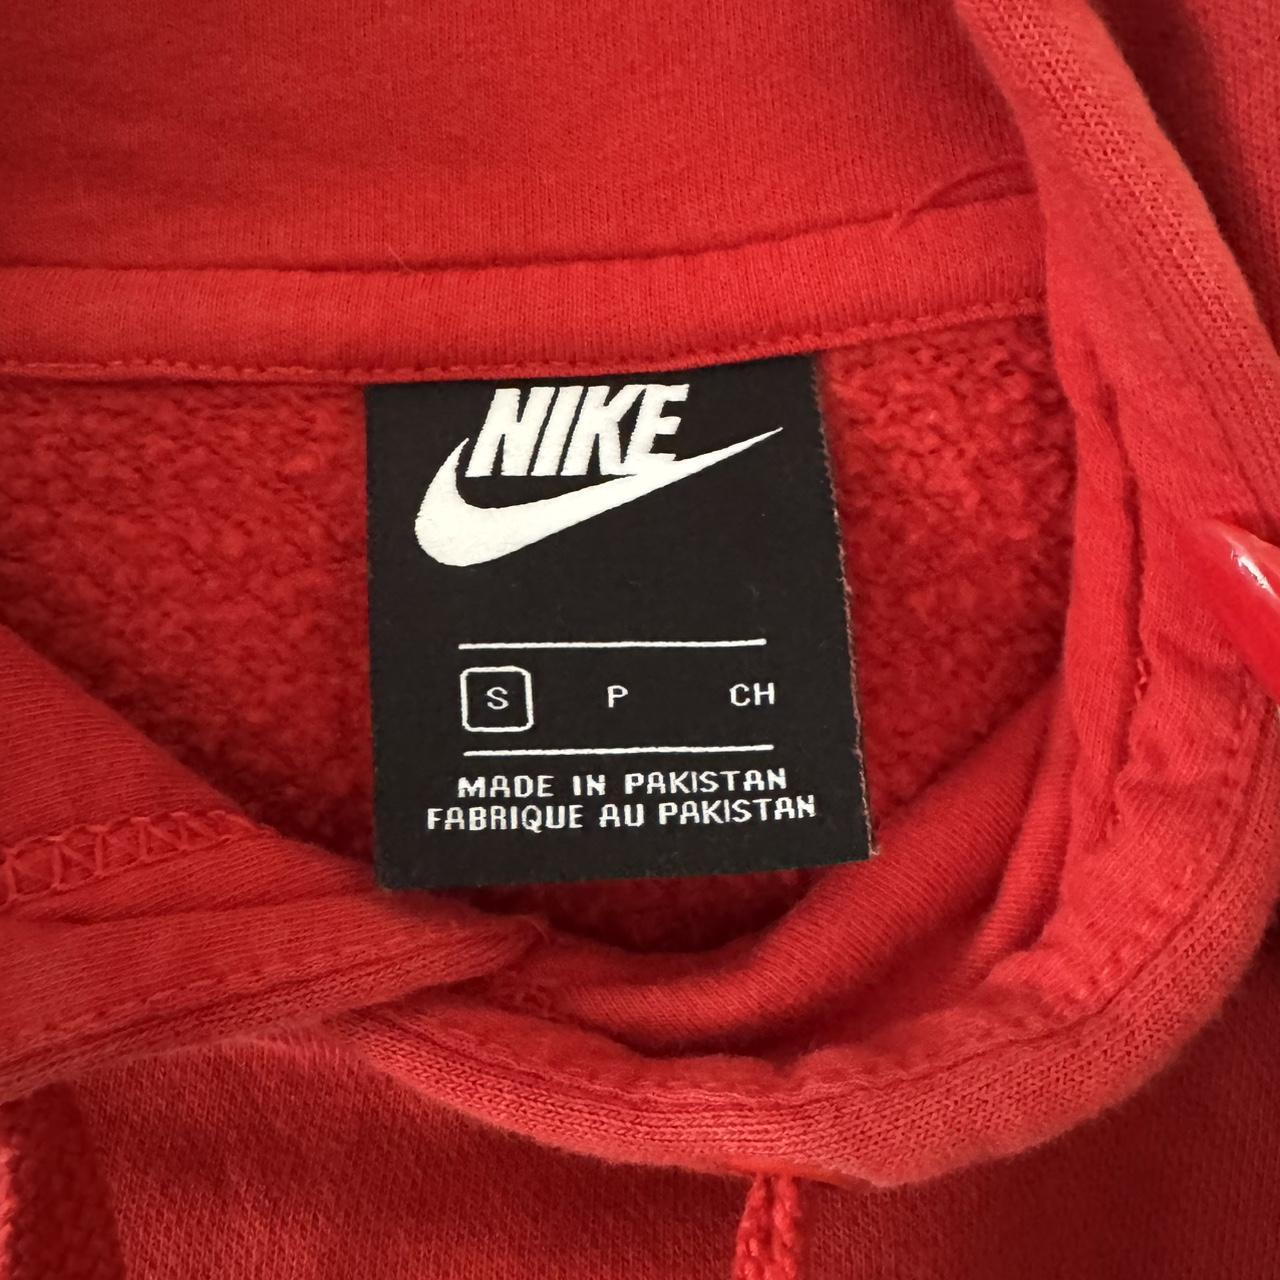 NIKE
S P CH
MADE IN PAKISTAN
FABRIQUE AU PAKISTAN